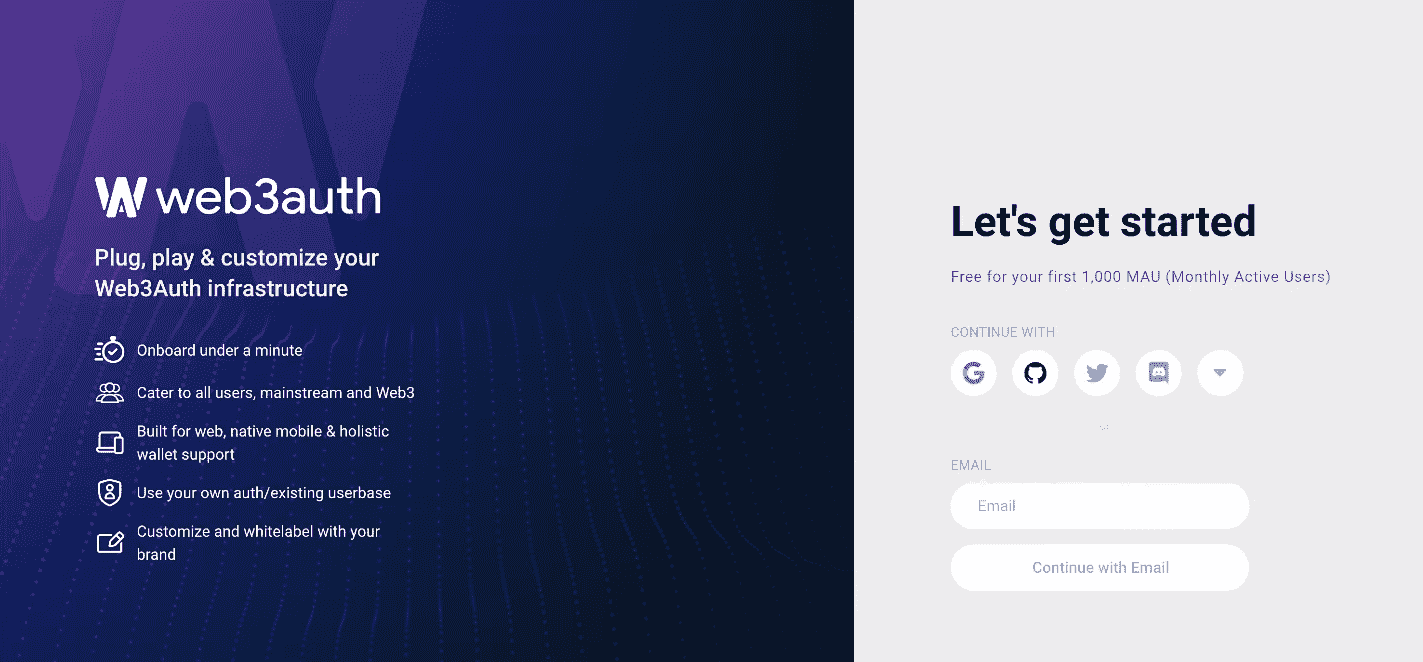 web3auth
Plug, play & customize your
Web3Auth infrastructure
Onboard under a minute
Cater to all users, mainstream and Web3
Built for web, native mobile & holistic
wallet support
Use your own auth/existing userbase
Customize and whitelabel with your
brand
Let's get started
Free for your first 1,000 MAU (Monthly Active Users)
CONTINUE WITH
EMAIL
Email
Continue with Email